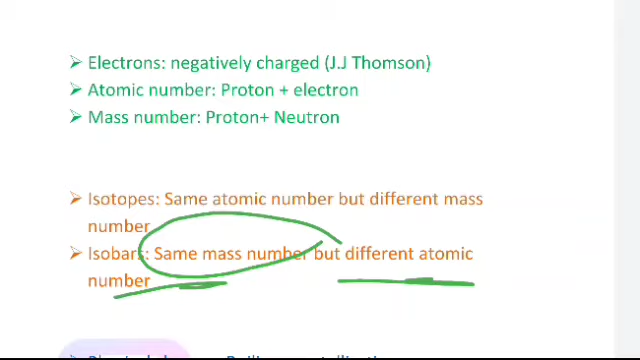 ➢ Electrons: negatively charged (J.J Thomson)
➢ Atomic number: Proton + electron
➢ Mass number: Proton+ Neutron
➢ Isotopes: Same atomic number but different mass
number
➢ Isobars: Same mass number but different atomic
number